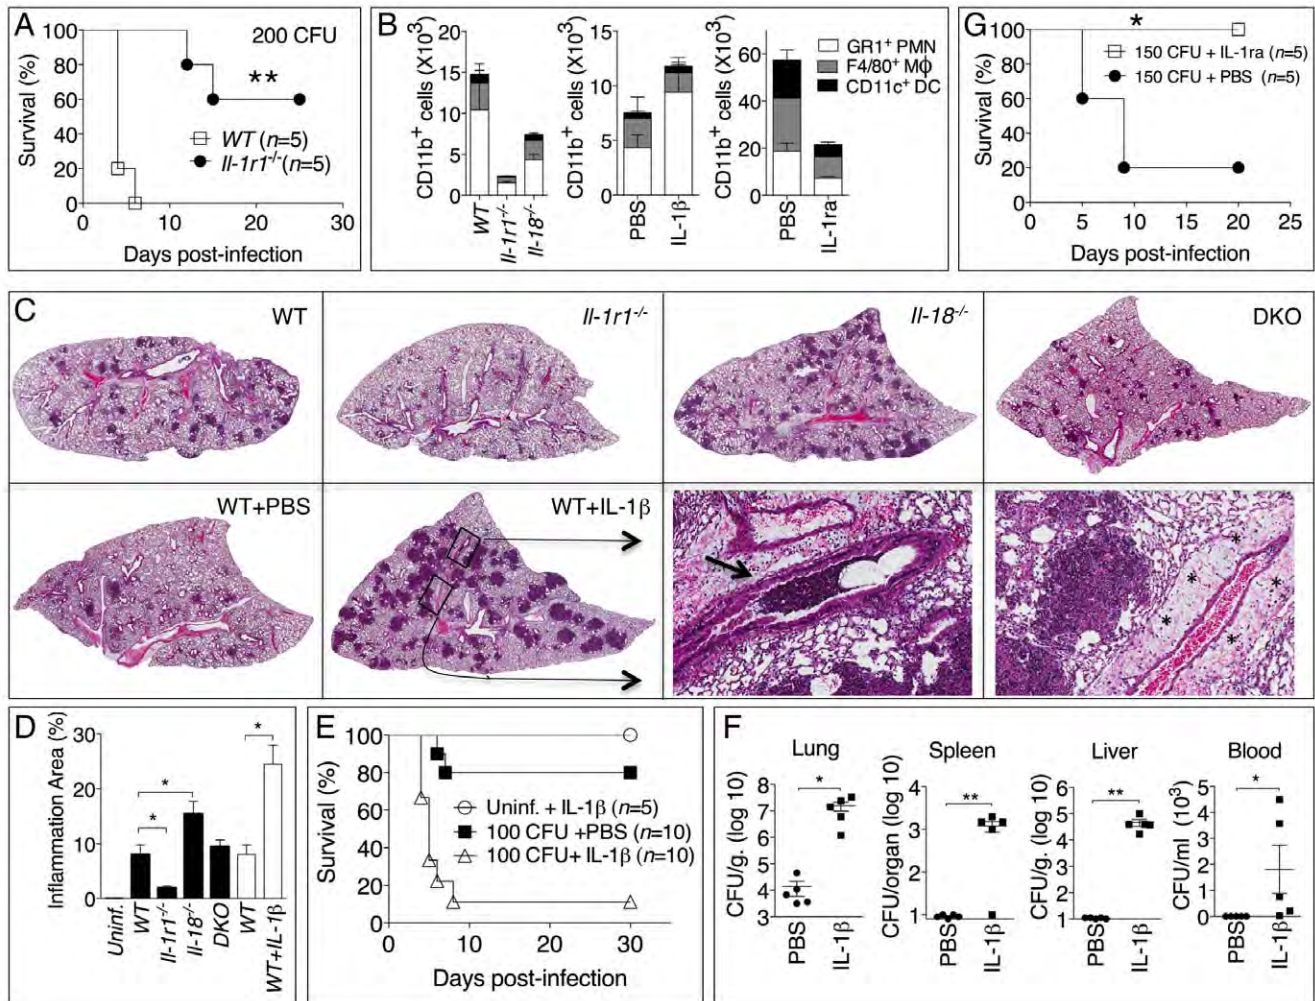 A
200 CFU
Survival (%)
100
80
60
40
20
0
**
WT (n=5)
Il-1r1-/- (n=5)
0 10 20 30
Days post-infection
B
CD11b+ cells (X10³)
20
15
10
5
0
WT
Il-1r1-/-
Il-18-/-
CD11b+ cells (X10³)
15
10
5
0
PBS
IL-1β
CD11b+ cells (X10³)
60
40
20
0
PBS
IL-1ra
GR1+ PMN
F4/80+ Mϕ
CD11c+ DC
G
Survival (%)
100
80
60
40
20
0
*
150 CFU + IL-1ra (n=5)
150 CFU + PBS (n=5)
0 5 10 15 20 25
Days post-infection
C
WT
Il-1r1-/-
Il-18-/-
DKO
WT+PBS
WT+IL-1β
* * * * * *
D
Inflammation Area (%)
30
20
10
0
*
*
*
Uninf.
WT
Il-1r1-/-
Il-18-/-
DKO
WT
WT+IL-1β
E
Survival (%)
100
80
60
40
20
0
Uninf. + IL-1β (n=5)
100 CFU +PBS (n=10)
100 CFU+ IL-1β (n=10)
0 10 20 30
Days post-infection
F
Lung
CFU/g. (log 10)
8
7
6
5
4
3
*
PBS
IL-1β
Spleen
CFU/organ (log 10)
4
3
2
1
**
PBS
IL-1β
Liver
CFU/g. (log 10)
6
5
4
3
2
1
**
PBS
IL-1β
Blood
CFU/ml (10³)
5
4
3
2
1
0
*
PBS
IL-1β